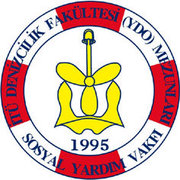 İTÜ DENİZCİLİK FAKÜLTESİ (YDO) MEZUNLARI
SOSYAL YARDIM VAKFI
1995